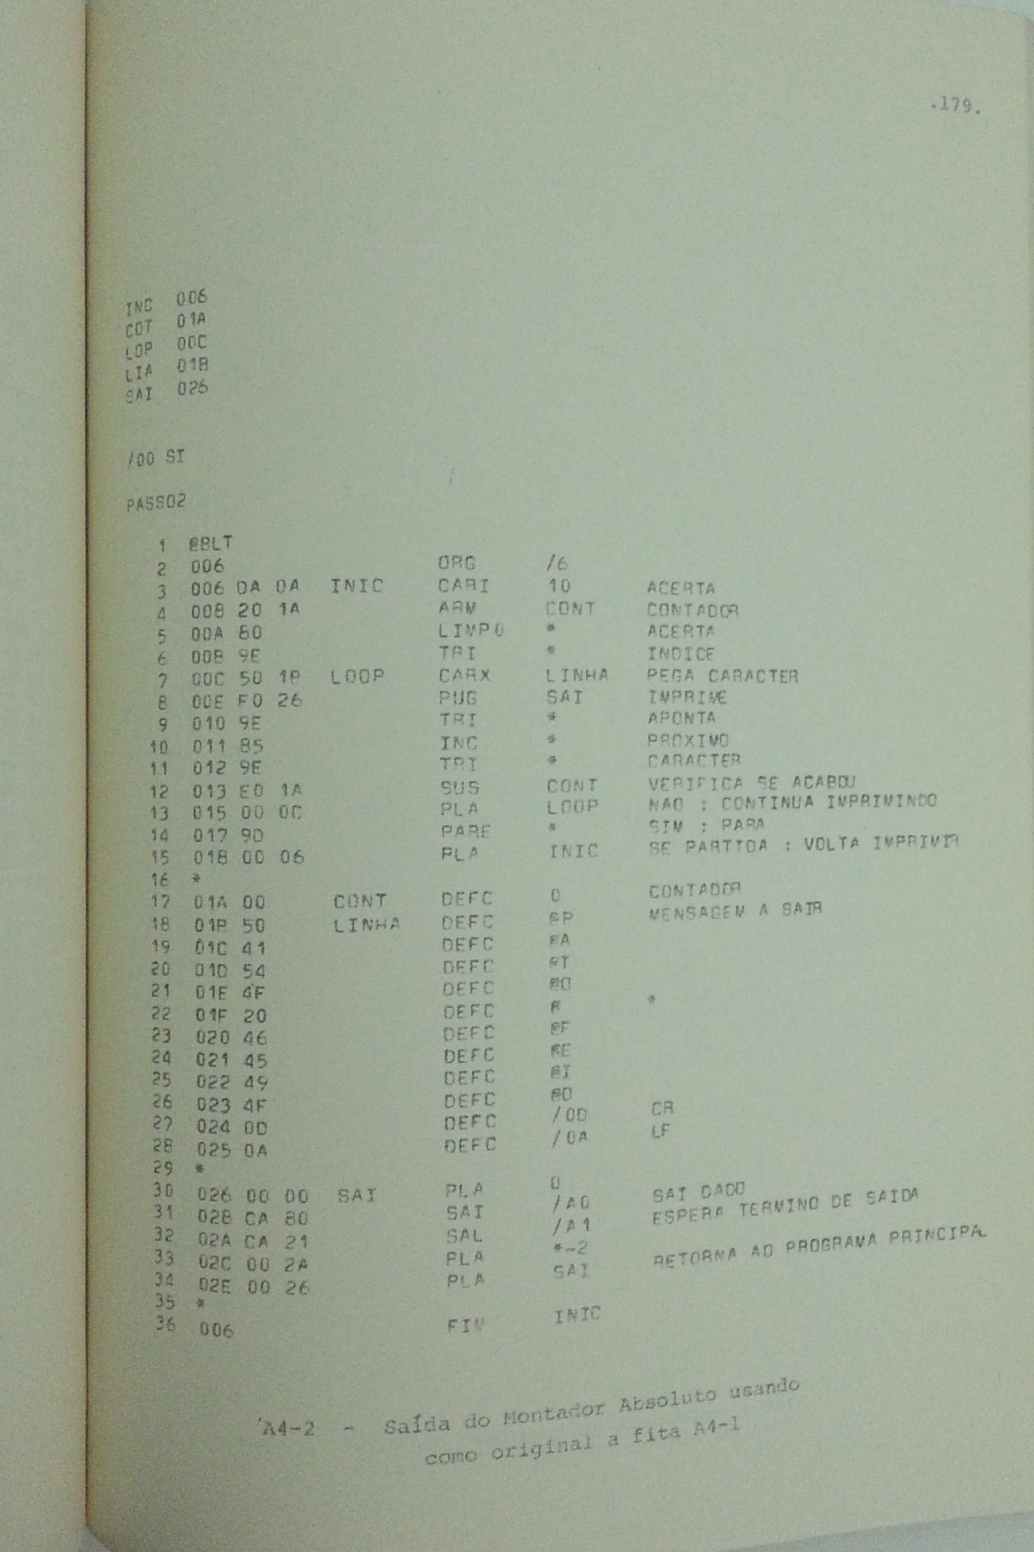 .179.
INC 006
COT 01A
LOP 00C
LIA 01B
SAI 026
/00 SI
PASSO2
1 @BLT
2 006 ORG /6
3 006 DA 0A INIC CARI 10 ACERTA
4 008 20 1A ARM CONT CONTADOR
5 00A 80 LIMPO * ACERTA
6 00B 9E TRI * INDICE
7 00C 50 1B LOOP CARX LINHA PEGA CARACTER
8 00E F0 26 PUG SAI IMPRIME
9 010 9E TRI * APONTA
10 011 85 INC * PROXIMO
11 012 9E TRI * CARACTER
12 013 E0 1A SUS CONT VERIFICA SE ACABOU
13 015 00 0C PLA LOOP NAO : CONTINUA IMPRIMINDO
14 017 9D PARE * SIM : PARA
15 018 00 06 PLA INIC SE PARTIDA : VOLTA IMPRIMIR
16 *
17 01A 00 CONT DEFC 0 CONTADOR
18 01B 50 LINHA DEFC @P MENSAGEM A SAIR
19 01C 41 DEFC @A
20 01D 54 DEFC @T
21 01E 4F DEFC @O
22 01F 20 DEFC @ *
23 020 46 DEFC @F
24 021 45 DEFC @E
25 022 49 DEFC @I
26 023 4F DEFC @O
27 024 0D DEFC /0D CR
28 025 0A DEFC /0A LF
29 *
30 026 00 00 SAI PLA 0
31 028 CA 80 SAI /A0 SAI DADO
32 02A CA 21 SAL /A1 ESPERA TERMINO DE SAIDA
33 02C 00 2A PLA *-2
34 02E 00 26 PLA SAI RETORNA AO PROGRAMA PRINCIPAL
35 *
36 006 FIM INIC
A4-2 - Saída do Montador Absoluto usando
como original a fita A4-1